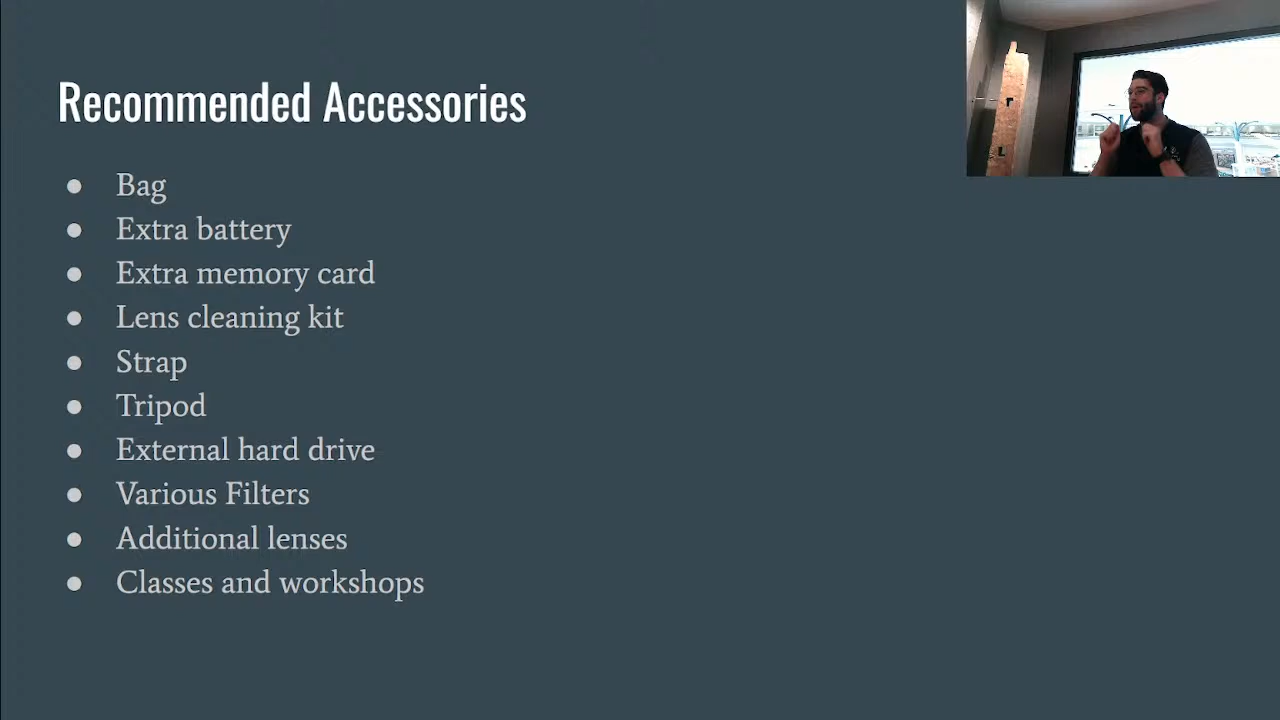 Recommended Accessories
● Bag
● Extra battery
● Extra memory card
● Lens cleaning kit
● Strap
● Tripod
● External hard drive
● Various Filters
● Additional lenses
● Classes and workshops